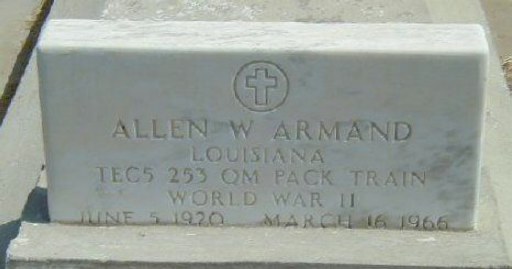 ALLEN W ARMAND
LOUISIANA
TEC5 253 QM PACK TRAIN
WORLD WAR II
JUNE 5 1920 MARCH 16 1966